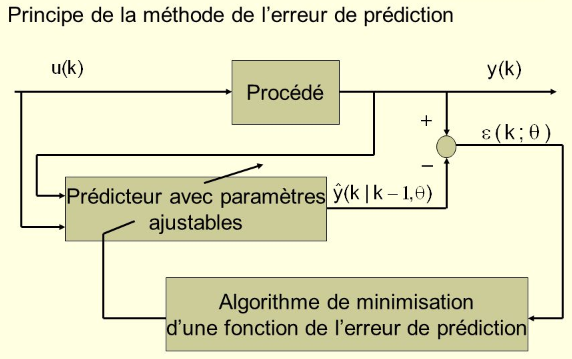 Principe de la méthode de l'erreur de prédiction
u(k)
Procédé
y(k)
+
ε(k;θ)
−
Prédicteur avec paramètres
ajustables
ŷ(k|k−1,θ)
Algorithme de minimisation
d'une fonction de l'erreur de prédiction